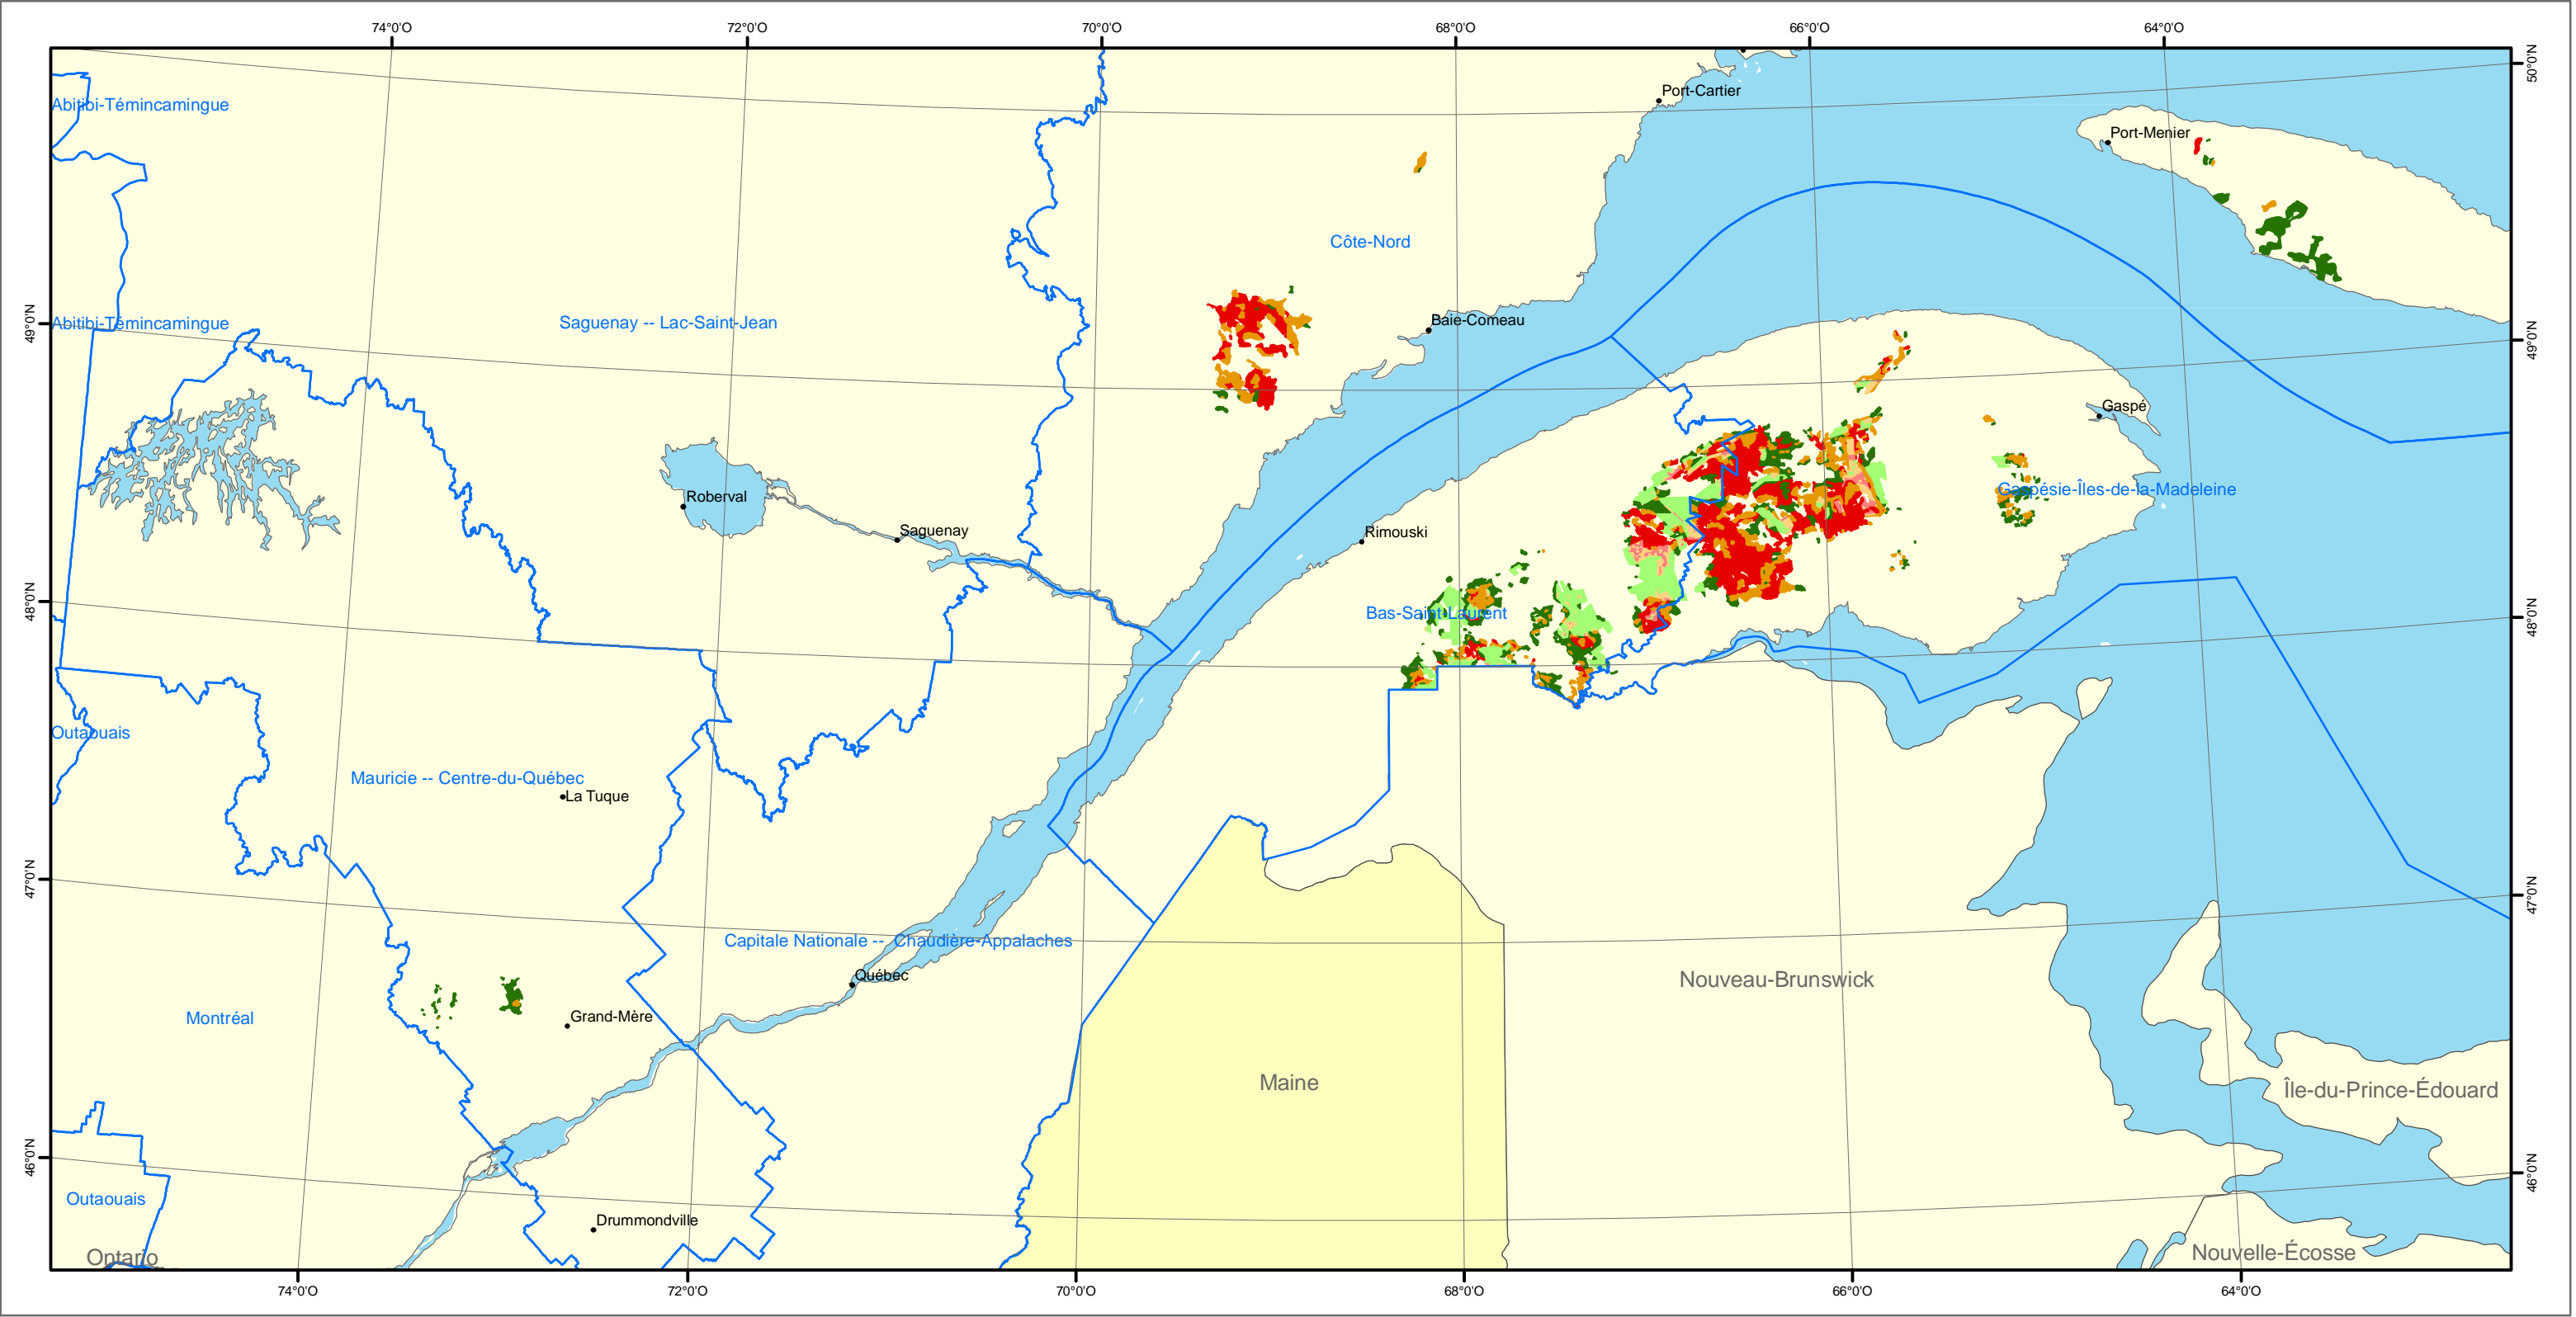 74°0'O 72°0'O 70°0'O 68°0'O 66°0'O 64°0'O
50°0'N
Port-Cartier
Abitibi-Témincamingue
Port-Menier
Côte-Nord
49°0'N
Abitibi-Témincamingue
Saguenay -- Lac-Saint-Jean
Baie-Comeau
49°0'N
Gaspé
Roberval
Gaspésie-Îles-de-la-Madeleine
Saguenay
Rimouski
48°0'N
Bas-Saint-Laurent
48°0'N
Outaouais
Mauricie -- Centre-du-Québec
La Tuque
47°0'N
47°0'N
Capitale Nationale -- Chaudière-Appalaches
Québec
Nouveau-Brunswick
Montréal
Grand-Mère
Maine
Île-du-Prince-Édouard
46°0'N
46°0'N
Outaouais
Drummondville
Ontario
Nouvelle-Écosse
74°0'O 72°0'O 70°0'O 68°0'O 66°0'O 64°0'O